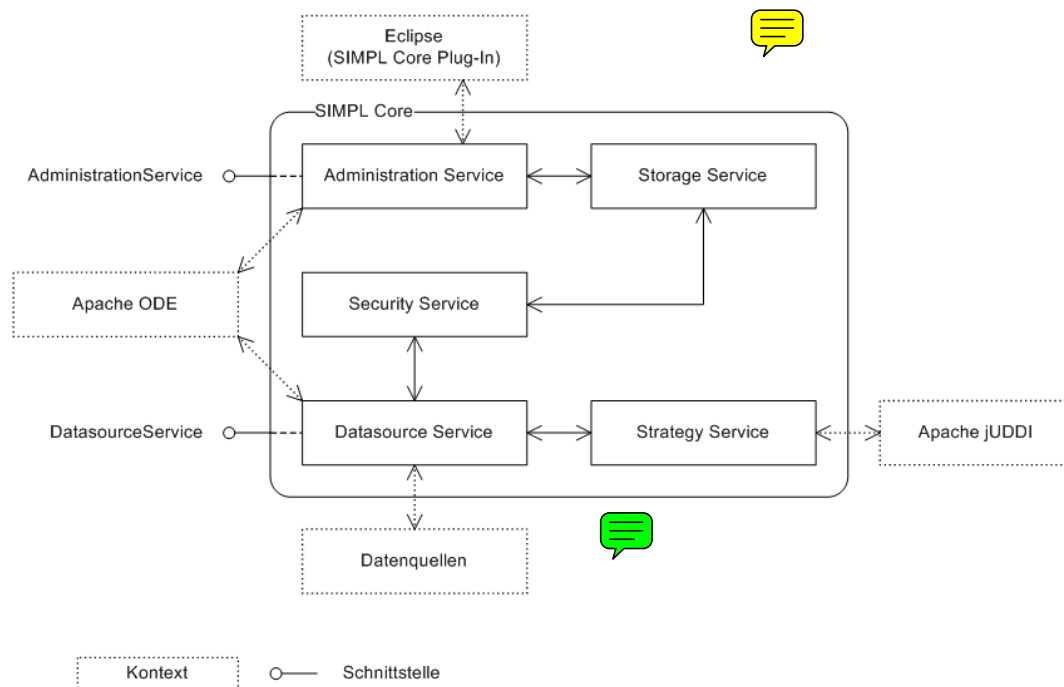 Eclipse
(SIMPL Core Plug-In)
SIMPL Core
AdministrationService
Administration Service
Storage Service
Apache ODE
Security Service
DatasourceService
Datasource Service
Strategy Service
Apache jUDDI
Datenquellen
Kontext
Schnittstelle